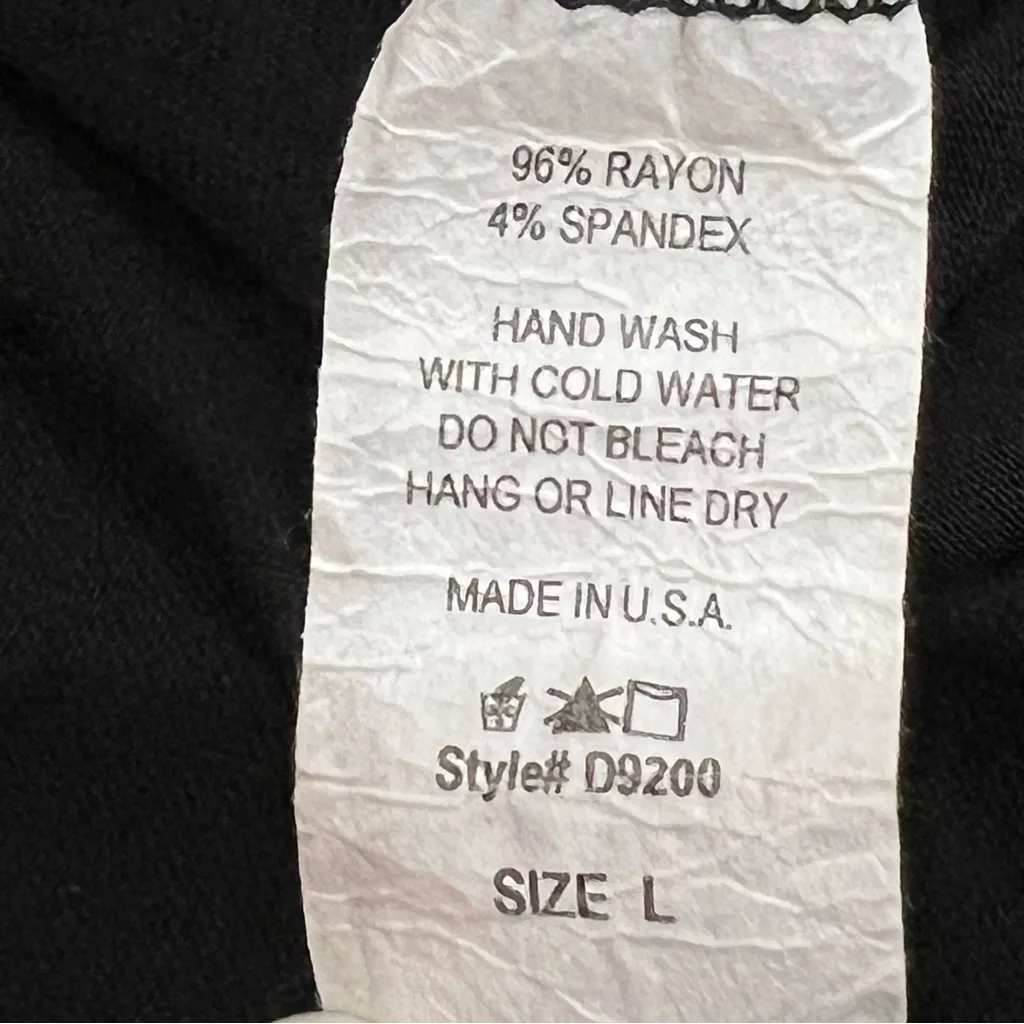 96% RAYON
4% SPANDEX
HAND WASH
WITH COLD WATER
DO NOT BLEACH
HANG OR LINE DRY
MADE IN U.S.A.
Style# D9200
SIZE L